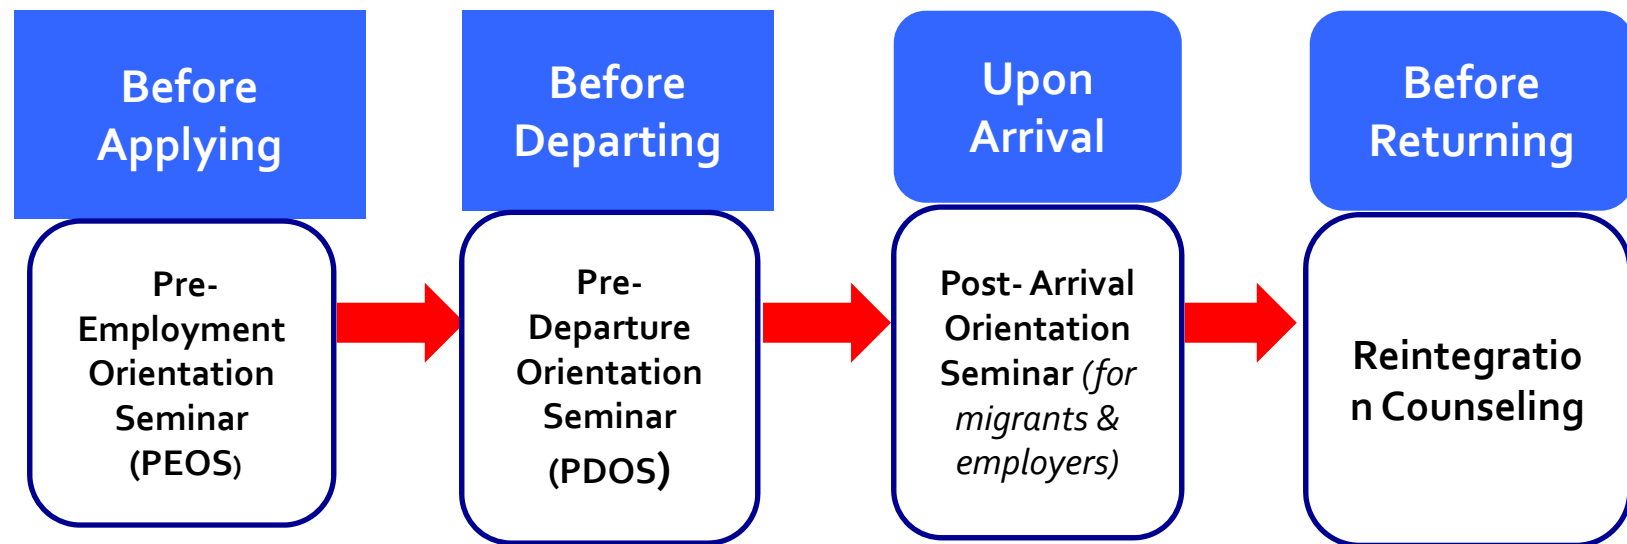 Before
Applying
Before
Departing
Upon
Arrival
Before
Returning
Pre-
Employment
Orientation
Seminar
(PEOS)
Pre-
Departure
Orientation
Seminar
(PDOS)
Post- Arrival
Orientation
Seminar (for
migrants &
employers)
Reintegratio
n Counseling